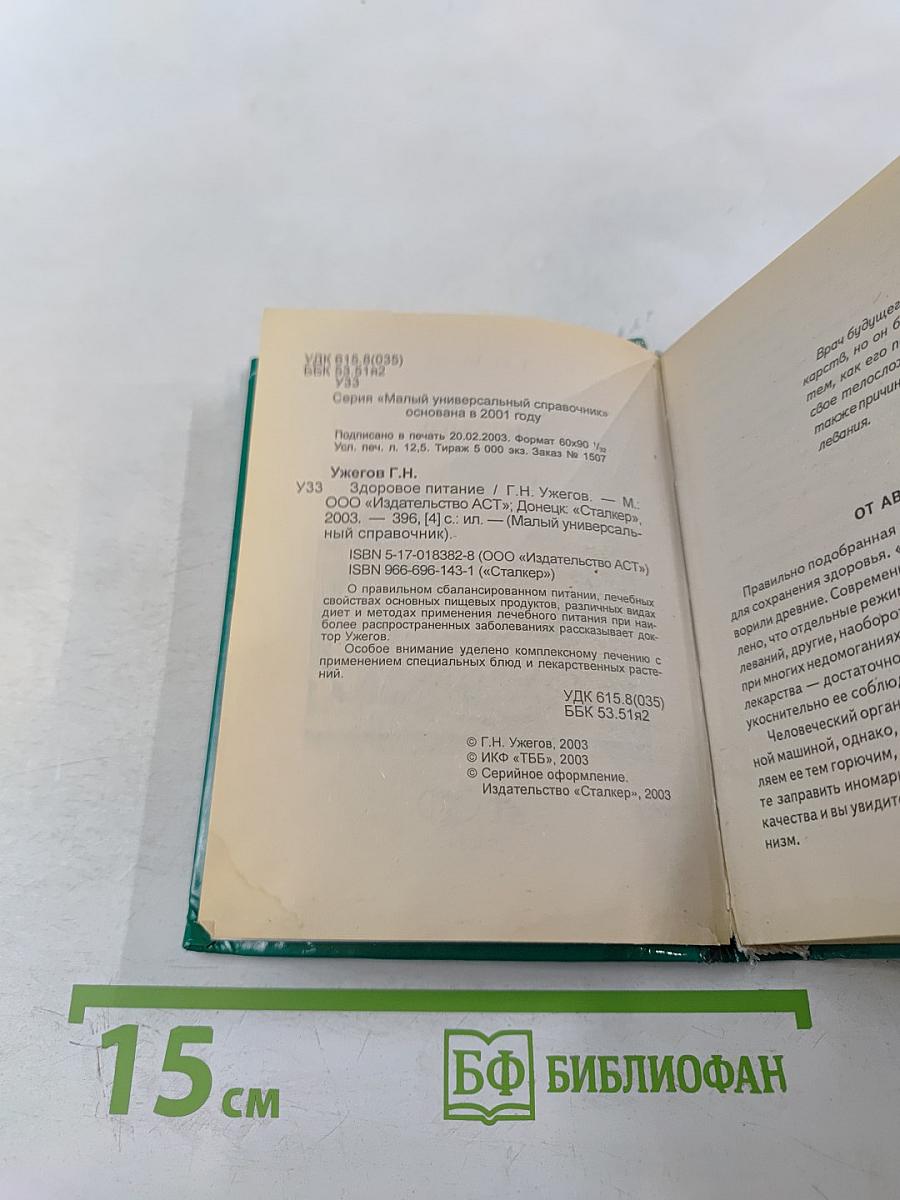 УДК 615.8(035)
ББК 53.51я2
У33
Серия «Малый универсальный справочник»
основана в 2001 году
Подписано в печать 20.02.2003. Формат 60х90 1/32
Усл. печ. л. 12,5. Тираж 5 000 экз. Заказ № 1507
Ужегов Г.Н.
У33 Здоровое питание / Г.Н. Ужегов. — М.:
ООО «Издательство АСТ»; Донецк: «Сталкер»,
2003. — 396, [4] с.: ил. — (Малый универсаль-
ный справочник).
ISBN 5-17-018382-8 (ООО «Издательство АСТ»)
ISBN 966-696-143-1 («Сталкер»)
О правильном сбалансированном питании, лечебных
свойствах основных пищевых продуктов, различных видах
диет и методах применения лечебного питания при наи-
более распространенных заболеваниях рассказывает док-
тор Ужегов.
Особое внимание уделено комплексному лечению с
применением специальных блюд и лекарственных расте-
ний.
УДК 615.8(035)
ББК 53.51я2
© Г.Н. Ужегов, 2003
© ИКФ «ТББ», 2003
© Серийное оформление.
Издательство «Сталкер», 2003
Врач будущег
карств, но он б
тем, как его п
свое телослож
также причин
левания.
ОТ АВ
Правильно подобранная
для сохранения здоровья. «
ворили древние. Современ
лено, что отдельные режим
леваний, другие, наоборот
при многих недомоганиях
лекарства — достаточно
укоснительно ее соблюд
Человеческий орган
ной машиной, однако,
ляем ее тем горючим,
те заправить иномарк
качества и вы увидите
низм.
15 см
БФ БИБЛИОФАН